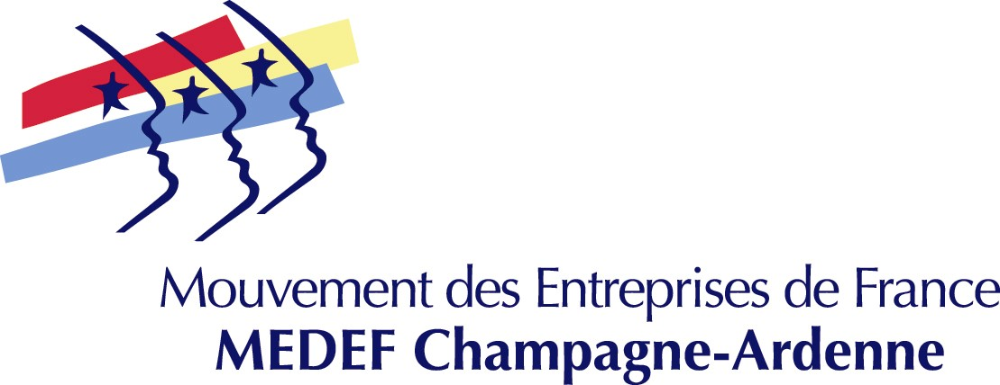 Mouvement des Entreprises de France
MEDEF Champagne-Ardenne